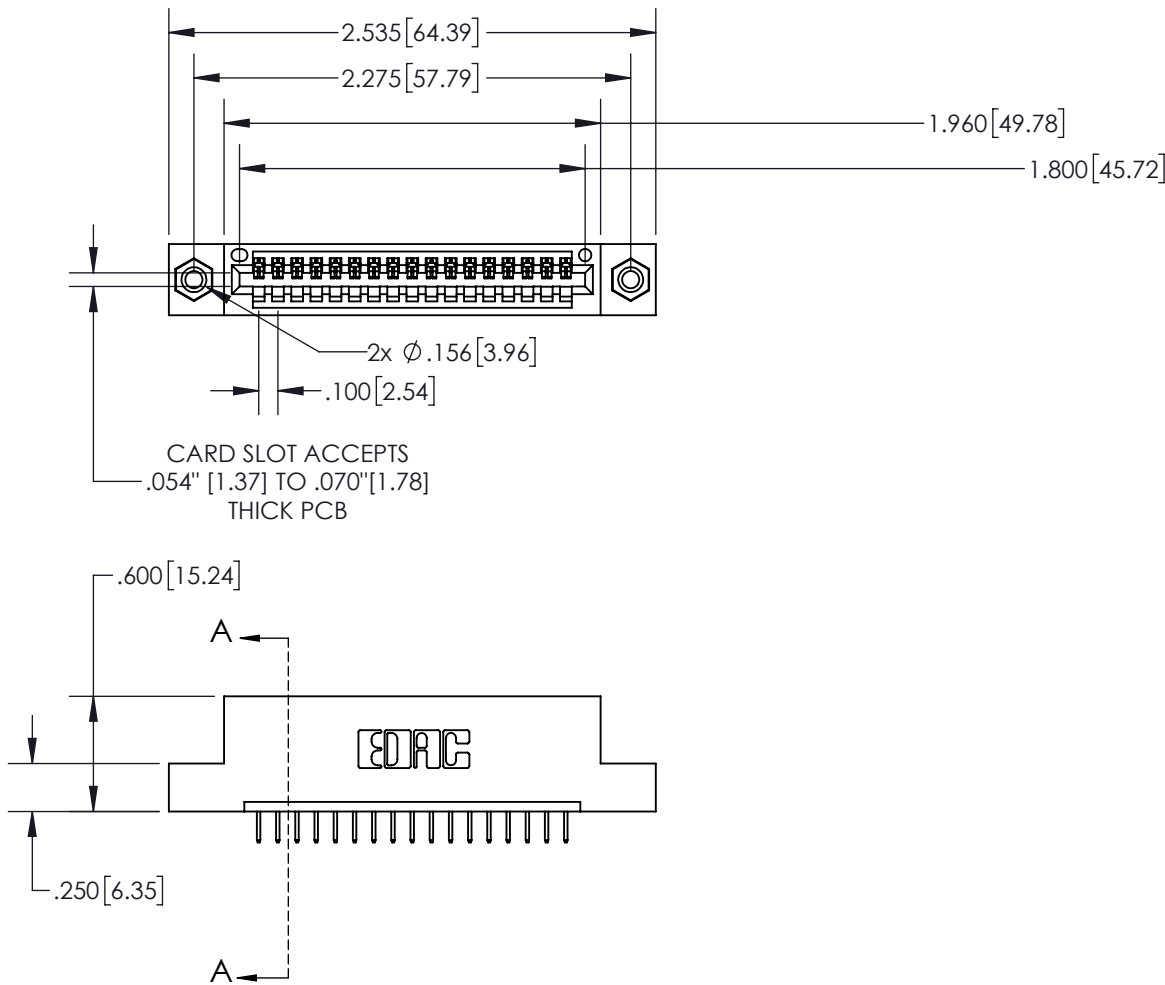 2.535[64.39]
2.275[57.79]
1.960[49.78]
1.800[45.72]
2x ∅.156[3.96]
.100[2.54]
CARD SLOT ACCEPTS
.054" [1.37] TO .070"[1.78]
THICK PCB
.600[15.24]
A
EDAC
.250[6.35]
A